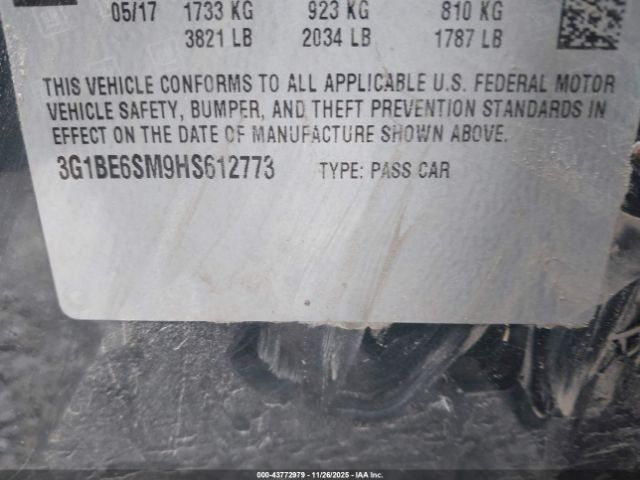 05/17 1733 KG 923 KG 810 KG
3821 LB 2034 LB 1787 LB
THIS VEHICLE CONFORMS TO ALL APPLICABLE U.S. FEDERAL MOTOR
VEHICLE SAFETY, BUMPER, AND THEFT PREVENTION STANDARDS IN
EFFECT ON THE DATE OF MANUFACTURE SHOWN ABOVE.
3G1BE6SM9HS612773 TYPE: PASS CAR
000-43772979 11/26/2025 - IAAI.COM